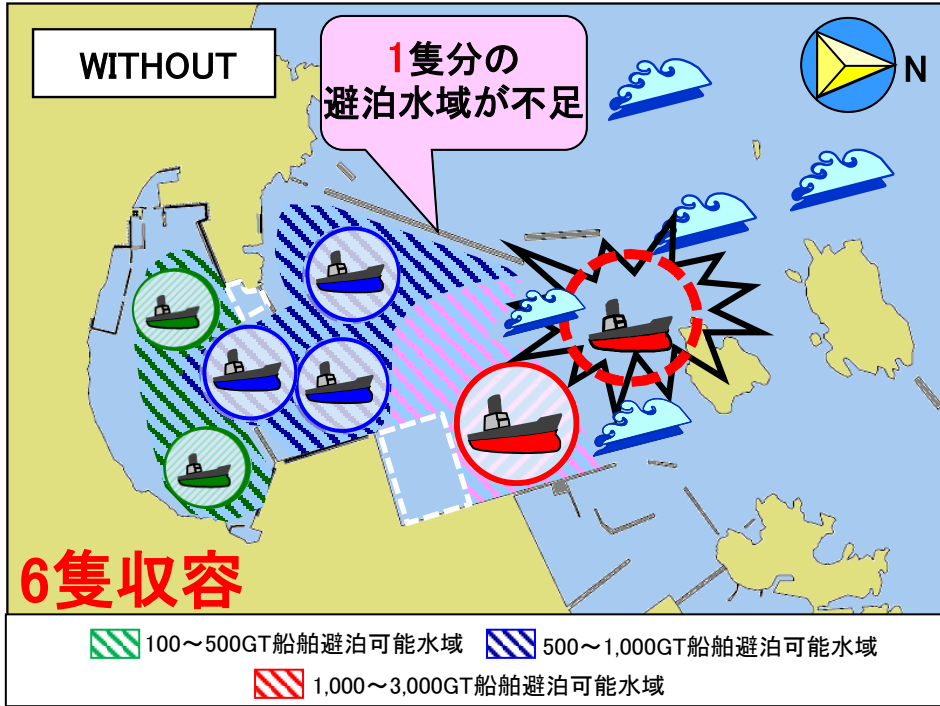 WITHOUT
1隻分の
避泊水域が不足
N
6隻収容
100～500GT船舶避泊可能水域
500～1,000GT船舶避泊可能水域
1,000～3,000GT船舶避泊可能水域